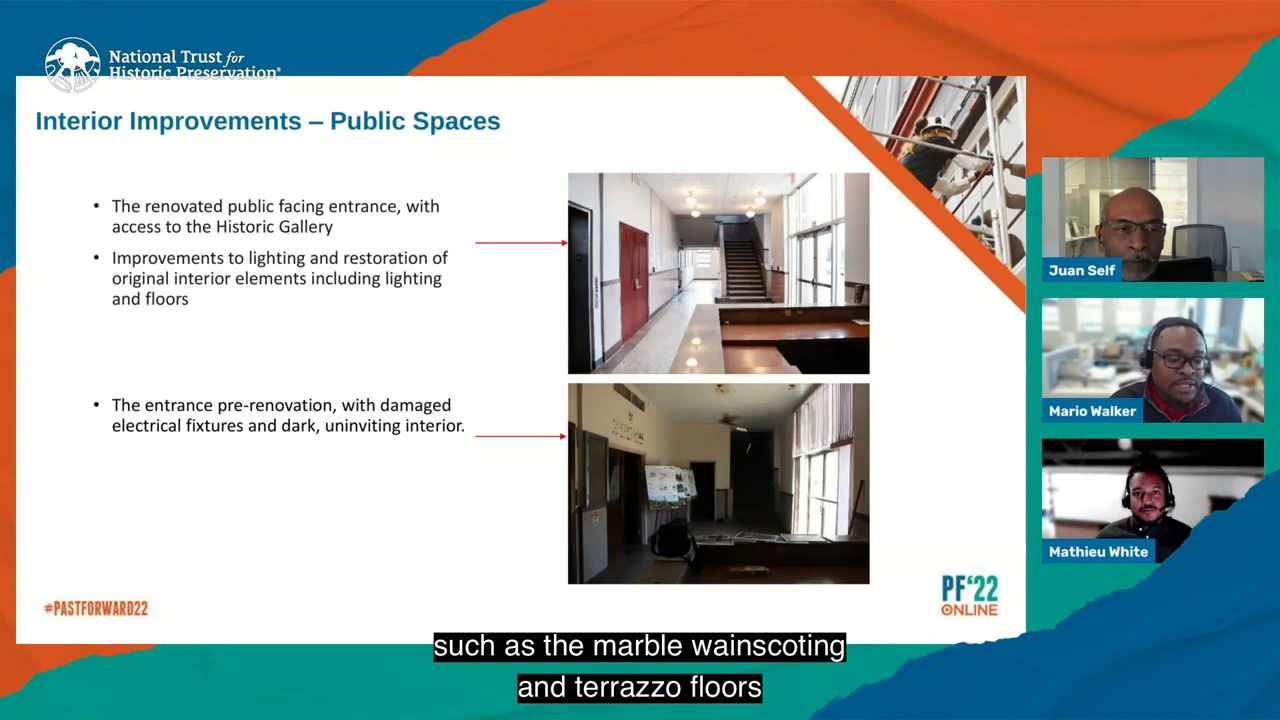 National Trust for
Historic Preservation®
Interior Improvements – Public Spaces
• The renovated public facing entrance, with
access to the Historic Gallery
• Improvements to lighting and restoration of
original interior elements including lighting
and floors
• The entrance pre-renovation, with damaged
electrical fixtures and dark, uninviting interior.
#PASTFORWARD22
PF'22
ONLINE
Juan Self
Mario Walker
Mathieu White
such as the marble wainscoting
and terrazzo floors